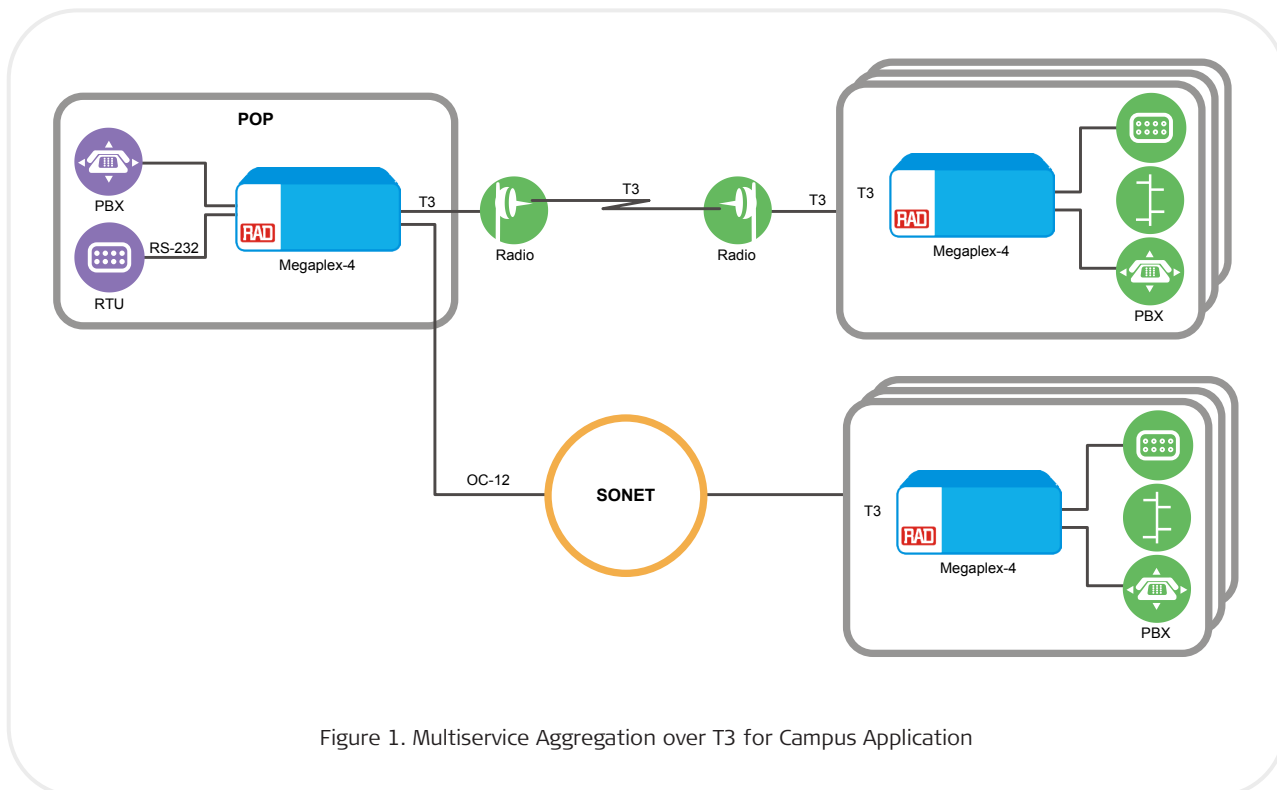 POP
PBX
RS-232
RTU
RAD
Megaplex-4
T3
Radio
T3
Radio
T3
T3
RAD
Megaplex-4
PBX
OC-12
SONET
T3
RAD
Megaplex-4
PBX
Figure 1. Multiservice Aggregation over T3 for Campus Application